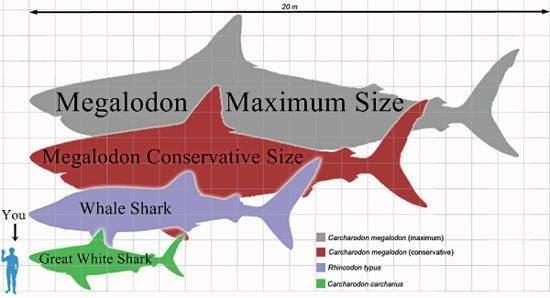 20 m
Megalodon Maximum Size
Megalodon Conservative Size
Whale Shark
You
Great White Shark
Carcharodon megalodon (maximum)
Carcharodon megalodon (conservative)
Rhincodon typus
Carcharodon carcharius